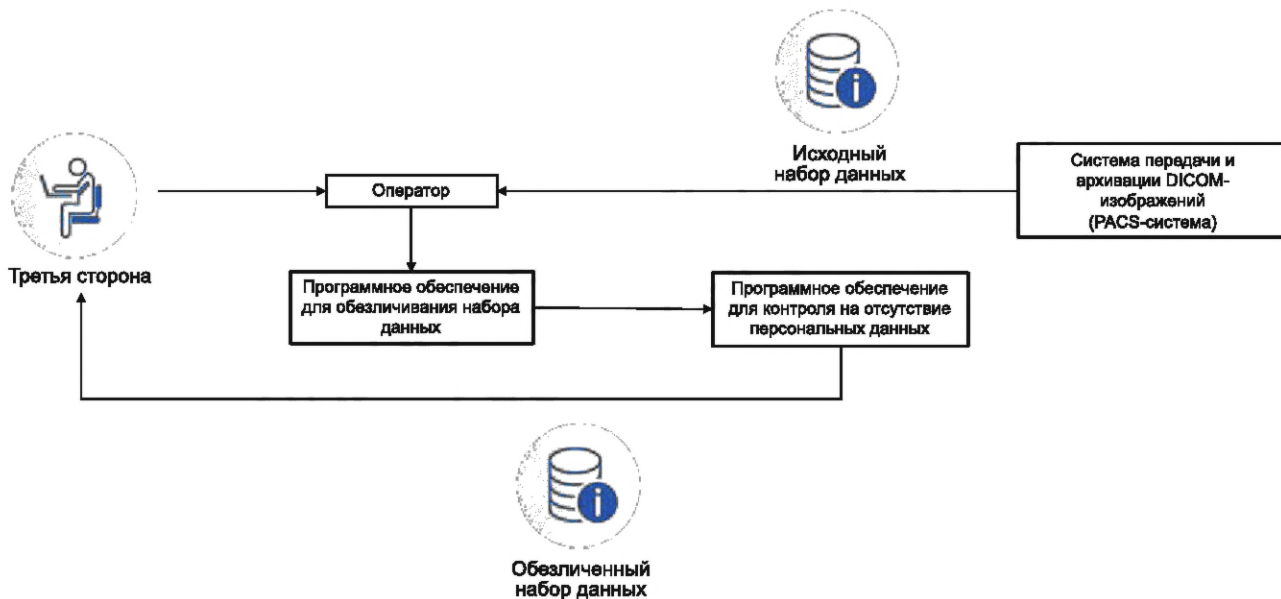 Исходный
набор данных
Система передачи и
архивации DICOM-
изображений
(PACS-система)
Оператор
Третья сторона
Программное обеспечение
для обезличивания набора
данных
Программное обеспечение
для контроля на отсутствие
персональных данных
Обезличенный
набор данных